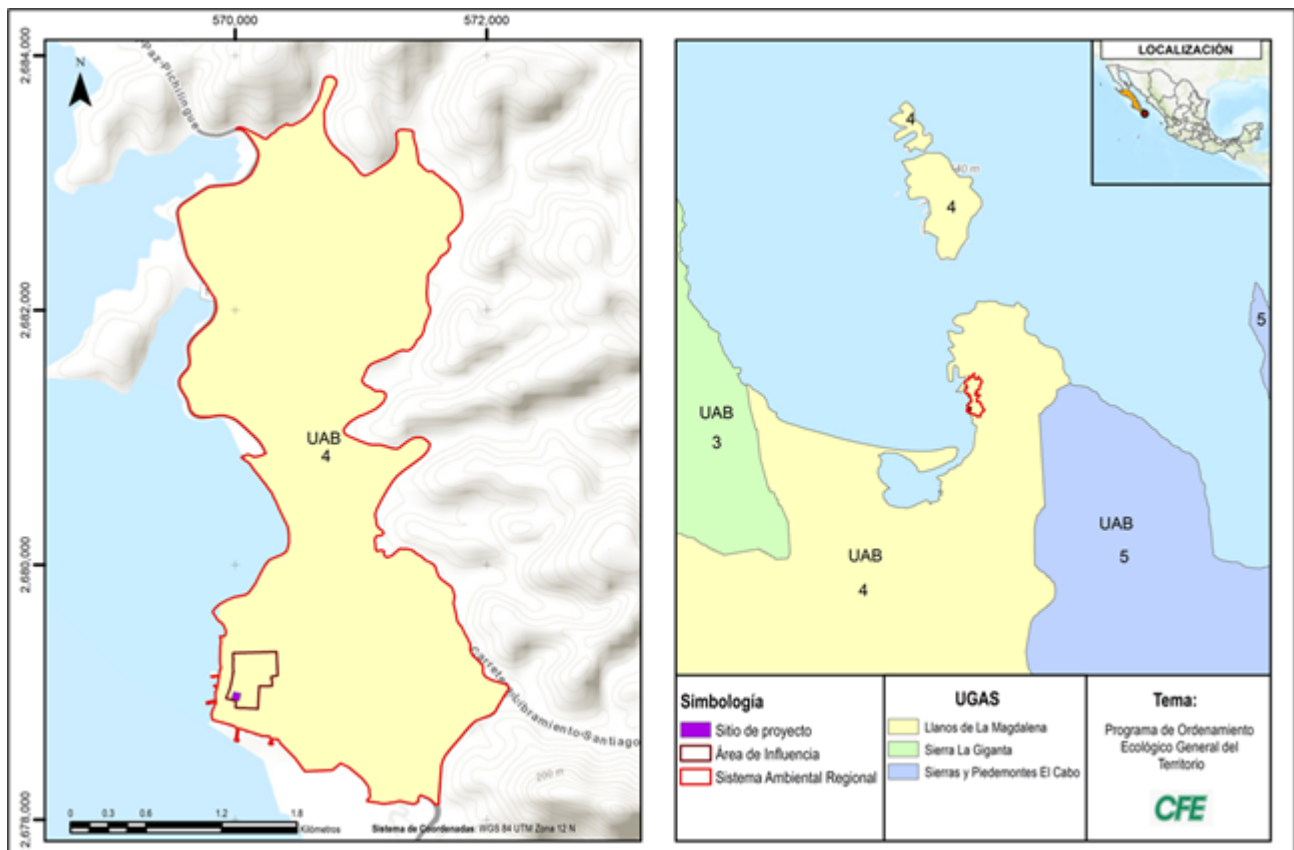 570,000
572,000
2,684,000
2,682,000
2,680,000
2,678,000
N
Paz-Pichilingue
UAB
4
Carretera Libramiento-Santiago
200 m
0 0.3 0.6 1.2 1.8
Kilómetros
Sistema de Coordenadas: WGS 84 UTM Zona 12 N
LOCALIZACIÓN
4
40 m
4
5
UAB
3
UAB
4
UAB
5
Simbología
Sitio de proyecto
Área de Influencia
Sistema Ambiental Regional
UGAS
Llanos de La Magdalena
Sierra La Giganta
Sierras y Piedemontes El Cabo
Tema:
Programa de Ordenamiento
Ecológico General del
Territorio
CFE